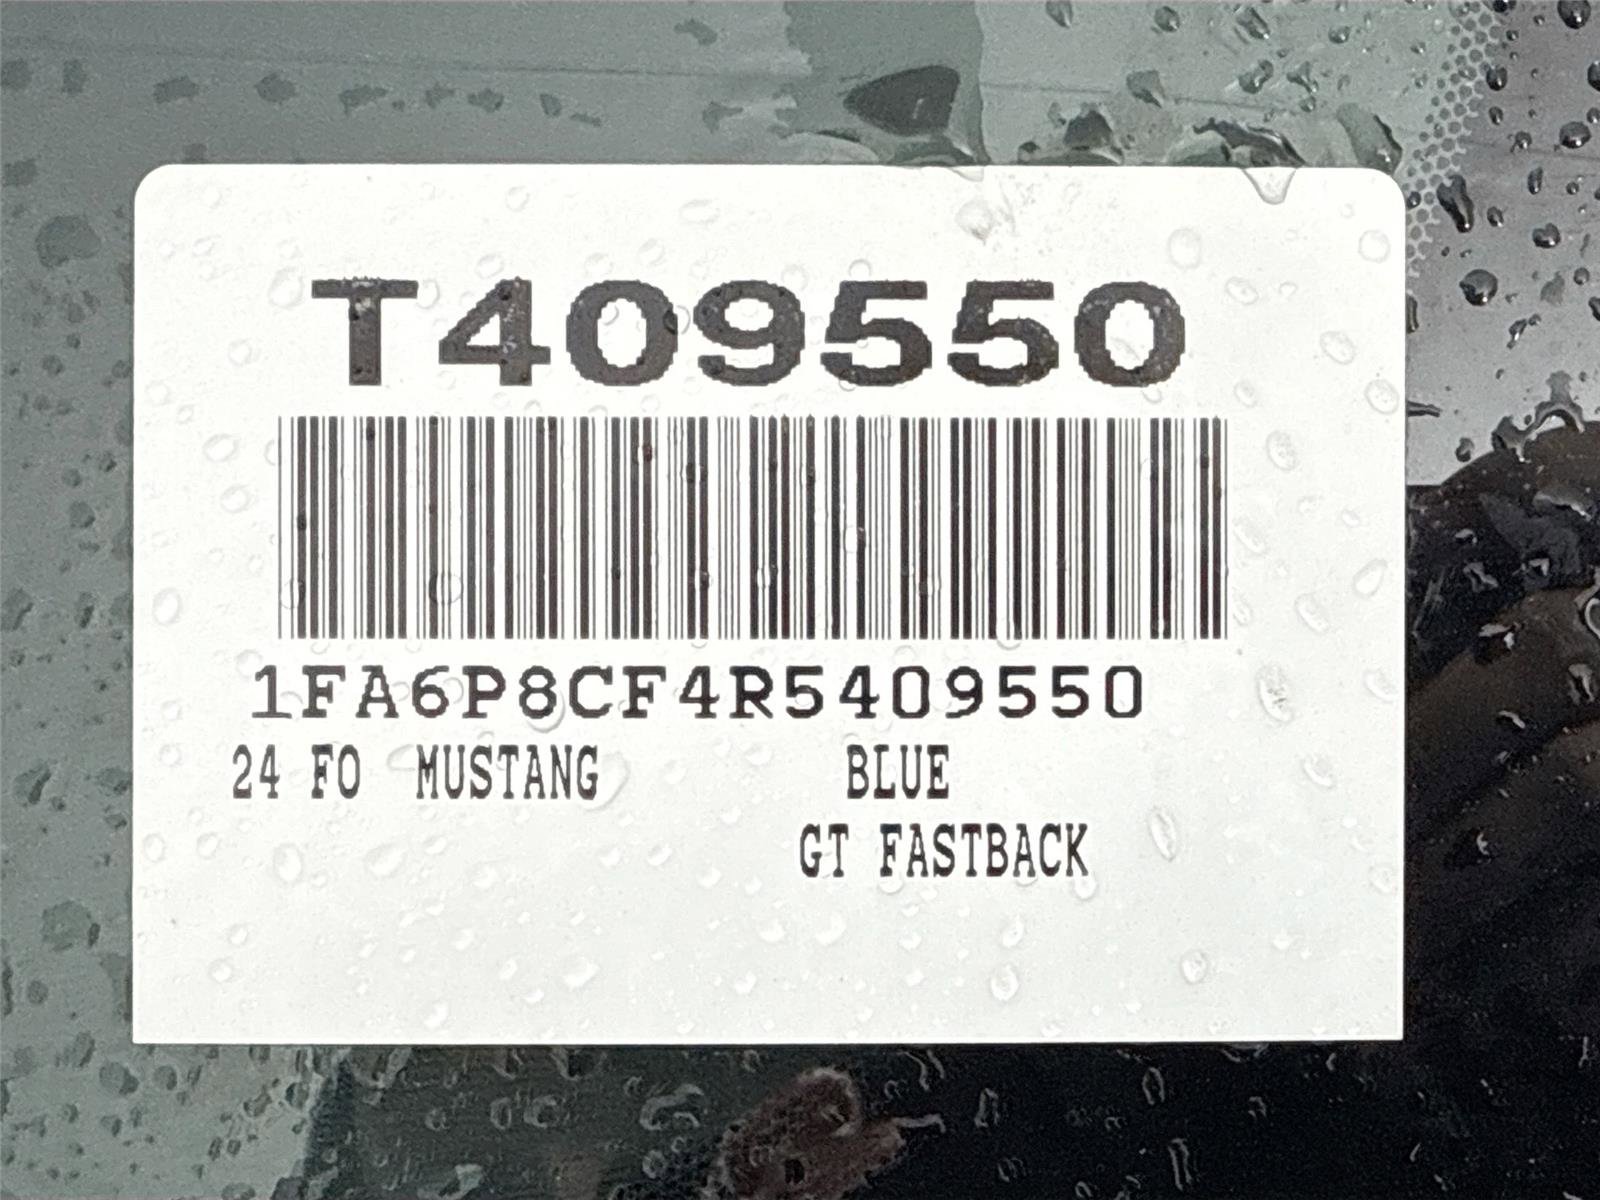 T409550
1FA6P8CF4R5409550
24 FO MUSTANG BLUE
GT FASTBACK